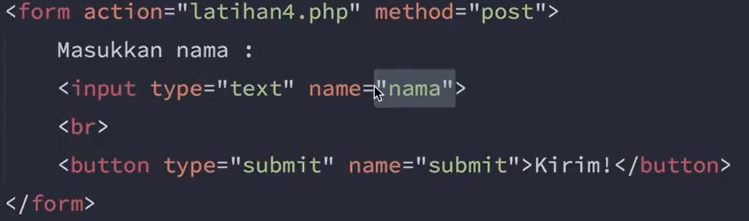 <form action="latihan4.php" method="post">
Masukkan nama :
<input type="text" name="nama">
<br>
<button type="submit" name="submit">Kirim!</button>
</form>